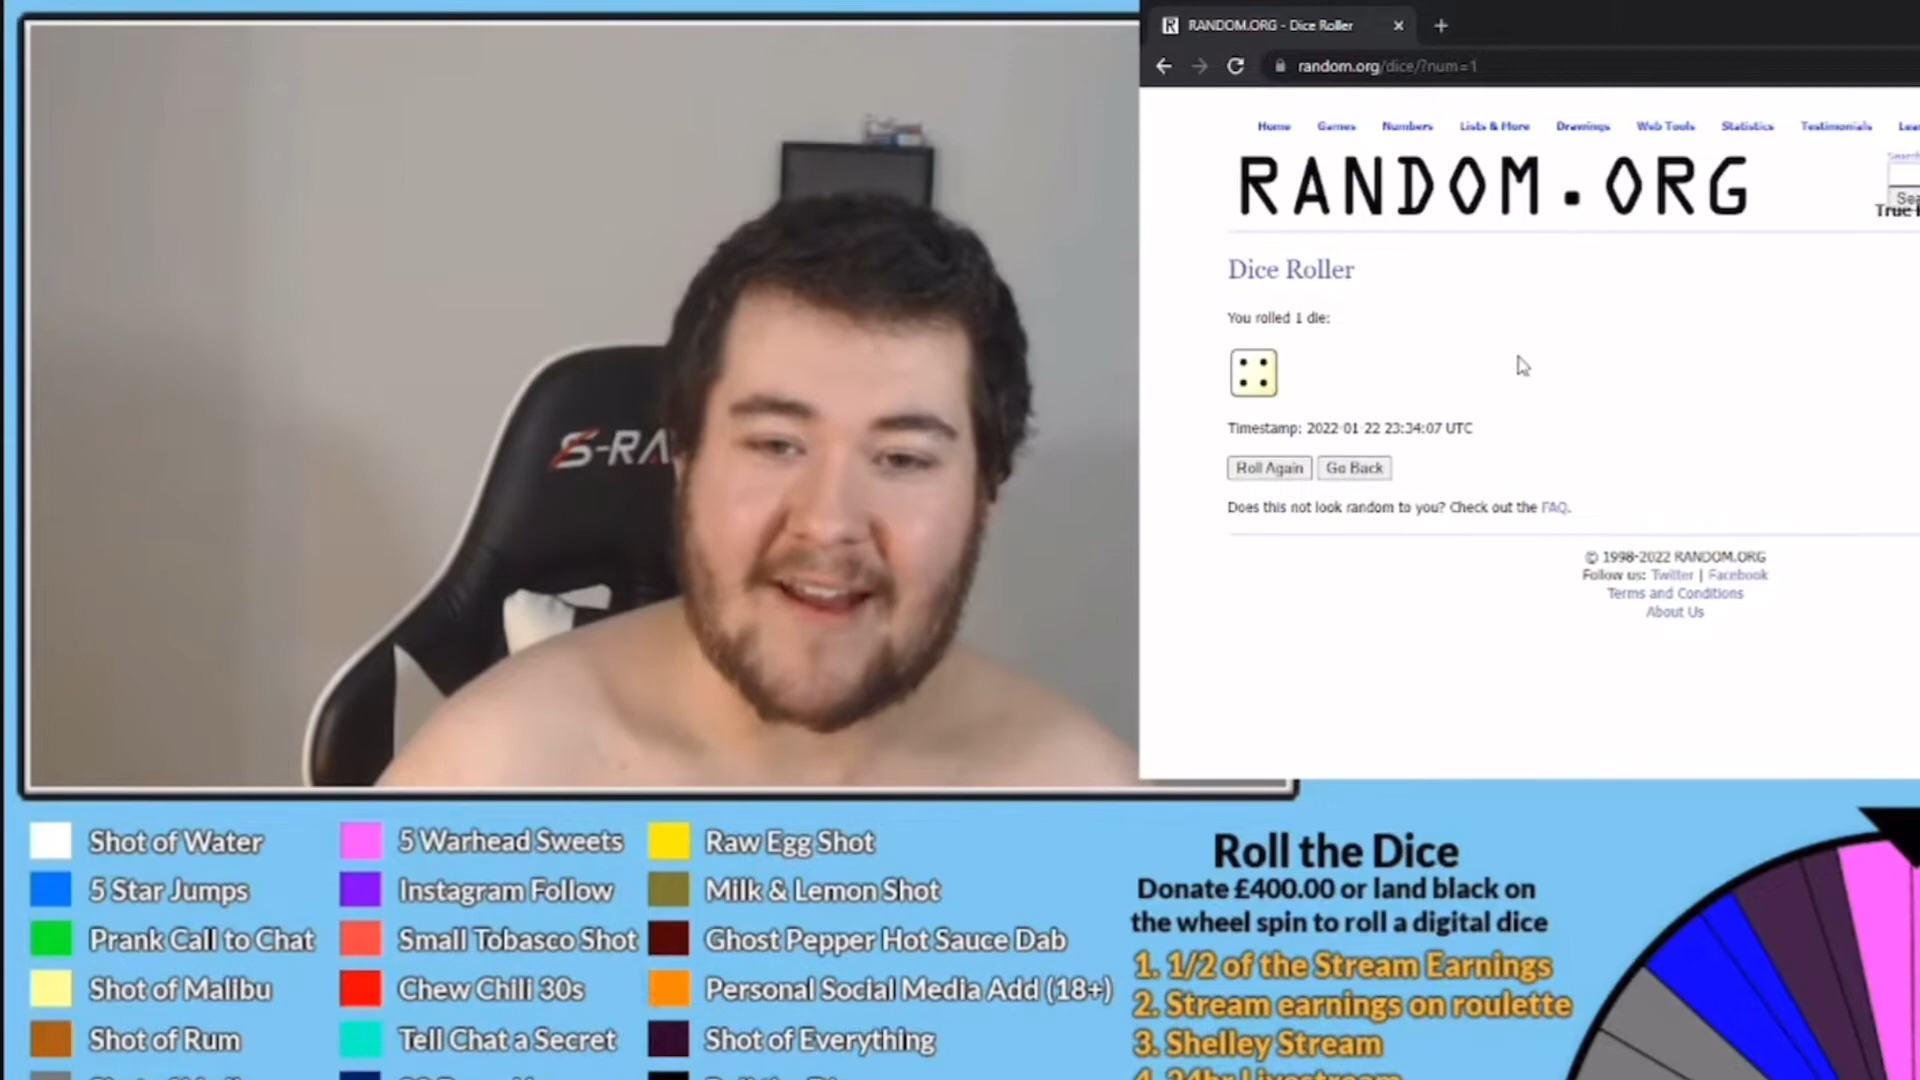 RANDOM.ORG - Dice Roller
random.org/dice/?num=1
Home Games Numbers Lists & More Drawings Web Tools Statistics Testimonials
RANDOM.ORG
Search
Dice Roller
You rolled 1 die:
Timestamp: 2022-01-22 23:34:07 UTC
Roll Again Go Back
Does this not look random to you? Check out the FAQ.
© 1998-2022 RANDOM.ORG
Follow us: Twitter | Facebook
Terms and Conditions
About Us
S-RA
Shot of Water
5 Star Jumps
Prank Call to Chat
Shot of Malibu
Shot of Rum
5 Warhead Sweets
Instagram Follow
Small Tobasco Shot
Chew Chili 30s
Tell Chat a Secret
Raw Egg Shot
Milk & Lemon Shot
Ghost Pepper Hot Sauce Dab
Personal Social Media Add (18+)
Shot of Everything
Roll the Dice
Donate £400.00 or land black on
the wheel spin to roll a digital dice
1. 1/2 of the Stream Earnings
2. Stream earnings on roulette
3. Shelley Stream
4. 24hr Livestream